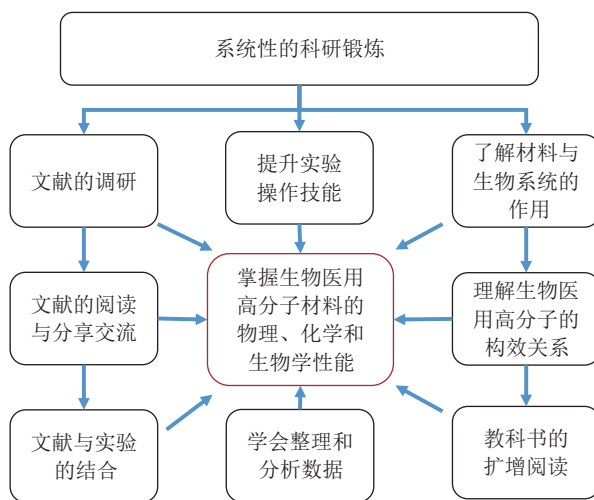 系统性的科研锻炼
文献的调研
提升实验
操作技能
了解材料与
生物系统的
作用
文献的阅读
与分享交流
掌握生物医用
高分子材料的
物理、化学和
生物学性能
理解生物医
用高分子的
构效关系
文献与实验
的结合
学会整理和
分析数据
教科书的
扩增阅读